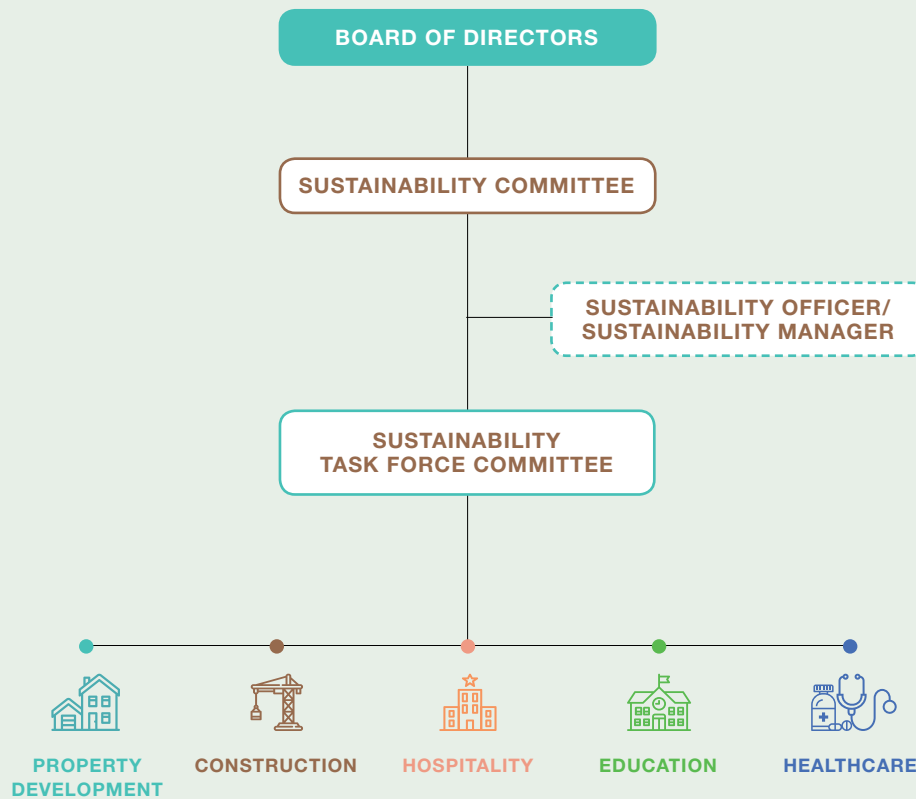 BOARD OF DIRECTORS
SUSTAINABILITY COMMITTEE
SUSTAINABILITY OFFICER/
SUSTAINABILITY MANAGER
SUSTAINABILITY
TASK FORCE COMMITTEE
PROPERTY
DEVELOPMENT
CONSTRUCTION
HOSPITALITY
EDUCATION
HEALTHCARE